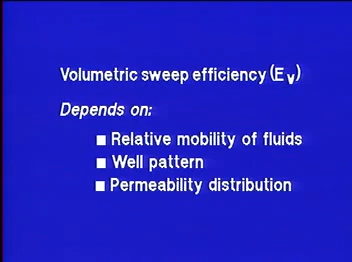 Volumetric sweep efficiency (Ev)
Depends on:
■ Relative mobility of fluids
■ Well pattern
■ Permeability distribution